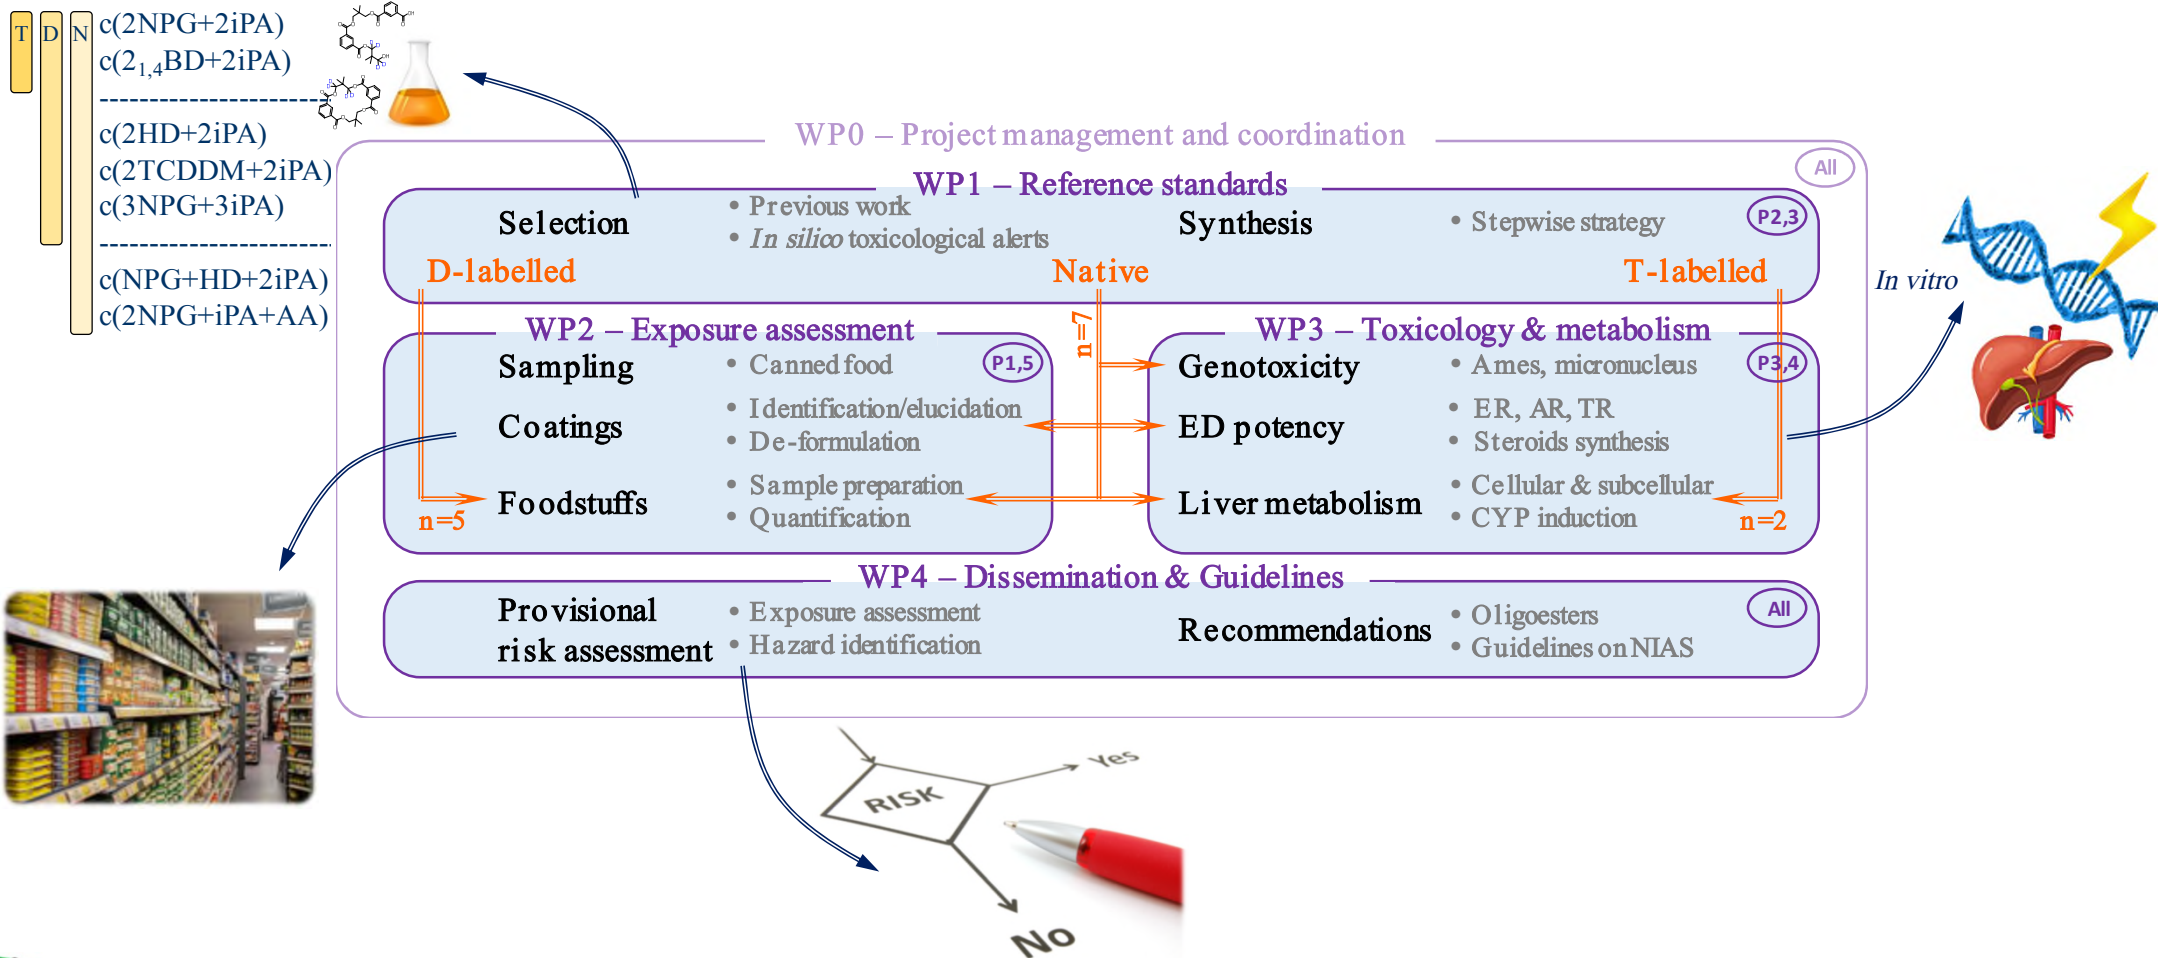 T D N
c(2NPG+2iPA)
c(2₁,₄BD+2iPA)
c(2HD+2iPA)
c(2TCDDM+2iPA)
c(3NPG+3iPA)
c(NPG+HD+2iPA)
c(2NPG+iPA+AA)
WP0 – Project management and coordination
All
WP1 – Reference standards
Selection
• Previous work
• In silico toxicological alerts
Synthesis
• Stepwise strategy
P2,3
D-labelled
Native
T-labelled
In vitro
n=7
WP2 – Exposure assessment
P1,5
Sampling
• Canned food
Coatings
• Identification/elucidation
• De-formulation
Foodstuffs
• Sample preparation
• Quantification
n=5
WP3 – Toxicology & metabolism
P3,4
Genotoxicity
• Ames, micronucleus
ED potency
• ER, AR, TR
• Steroids synthesis
Liver metabolism
• Cellular & subcellular
• CYP induction
n=2
WP4 – Dissemination & Guidelines
All
Provisional
risk assessment
• Exposure assessment
• Hazard identification
Recommendations
• Oligoesters
• Guidelines on NIAS
RISK
Yes
No